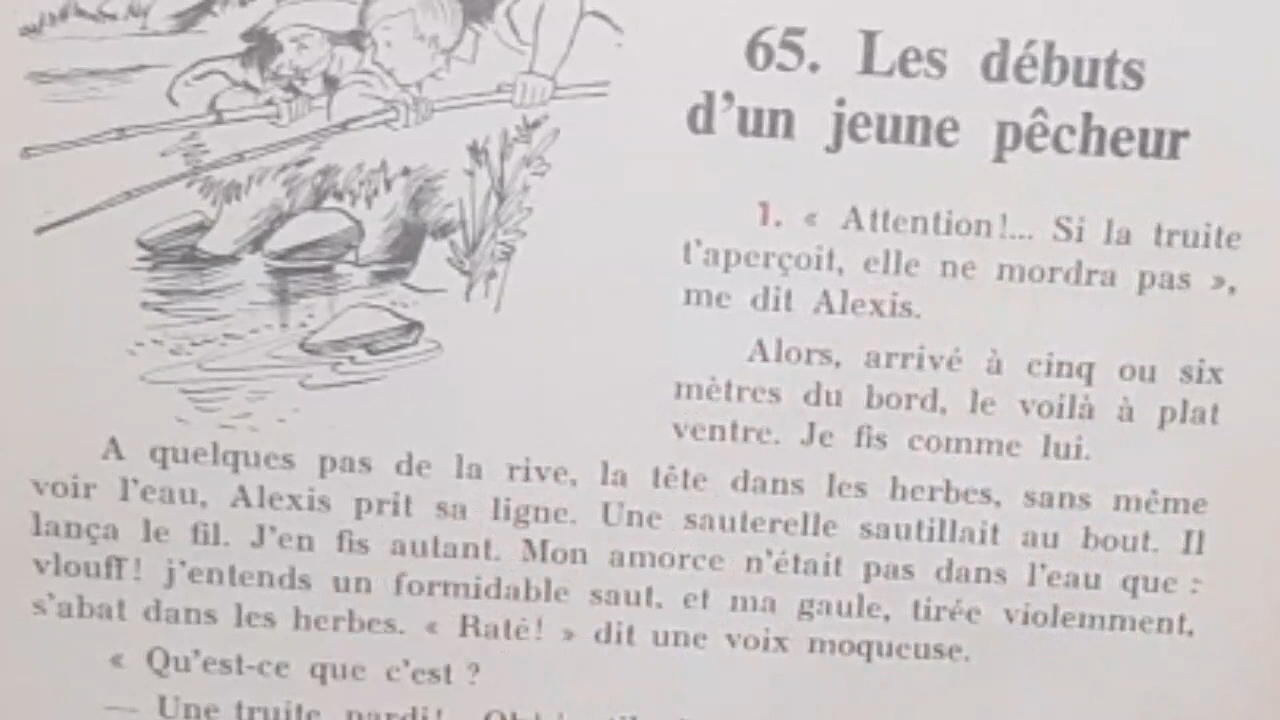 65. Les débuts
d'un jeune pêcheur
1. « Attention!... Si la truite
t'aperçoit, elle ne mordra pas »,
me dit Alexis.
Alors, arrivé à cinq ou six
mètres du bord, le voilà à plat
ventre. Je fis comme lui.
A quelques pas de la rive, la tête dans les herbes, sans même
voir l'eau, Alexis prit sa ligne. Une sauterelle sautillait au bout. Il
lança le fil. J'en fis autant. Mon amorce n'était pas dans l'eau que :
vlouff! j'entends un formidable saut, et ma gaule, tirée violemment,
s'abat dans les herbes. « Raté! » dit une voix moqueuse.
« Qu'est-ce que c'est ?
— Une truite pardi!